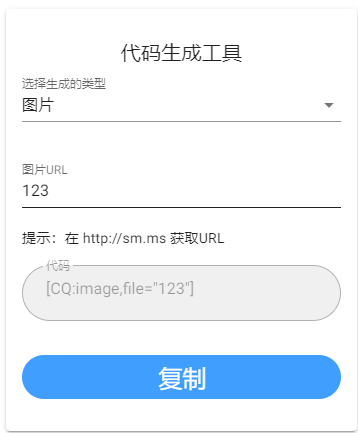 代码生成工具
选择生成的类型
图片
图片URL
123
提示：在 http://sm.ms 获取URL
代码
[CQ:image,file="123"]
复制